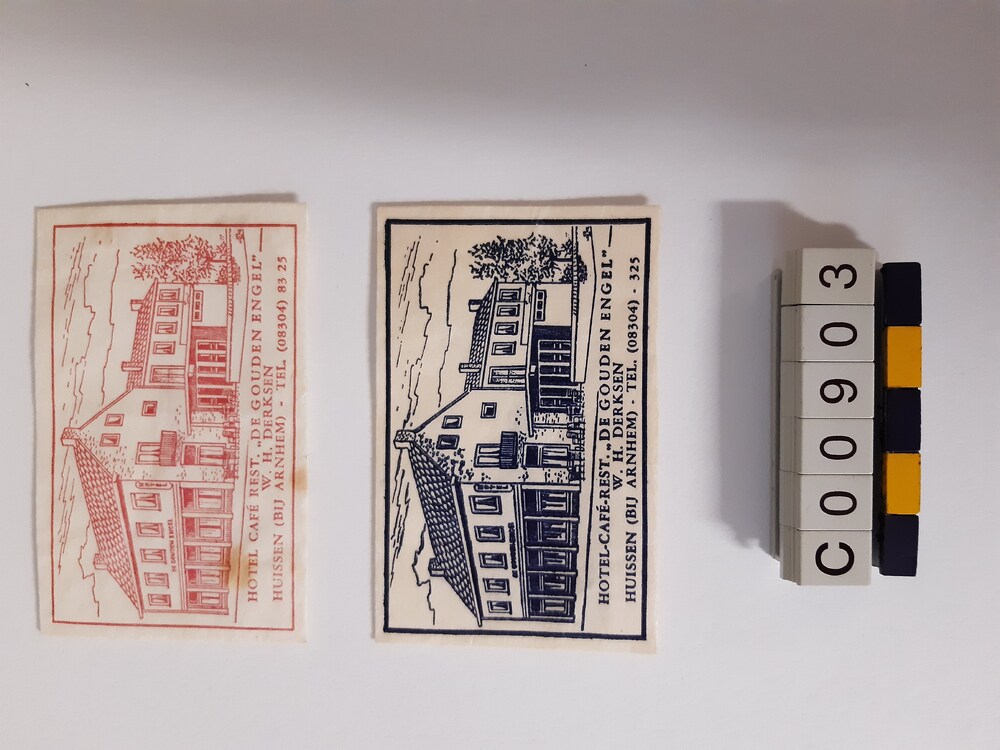 HOTEL CAFÉ REST. „DE GOUDEN ENGEL”
W. H. DERKSEN
HUISSEN (BIJ ARNHEM) - TEL. (08304) 83 25
HOTEL-CAFÉ-REST. „DE GOUDEN ENGEL”
W. H. DERKSEN
HUISSEN (BIJ ARNHEM) - TEL. (08304) - 325
C00903